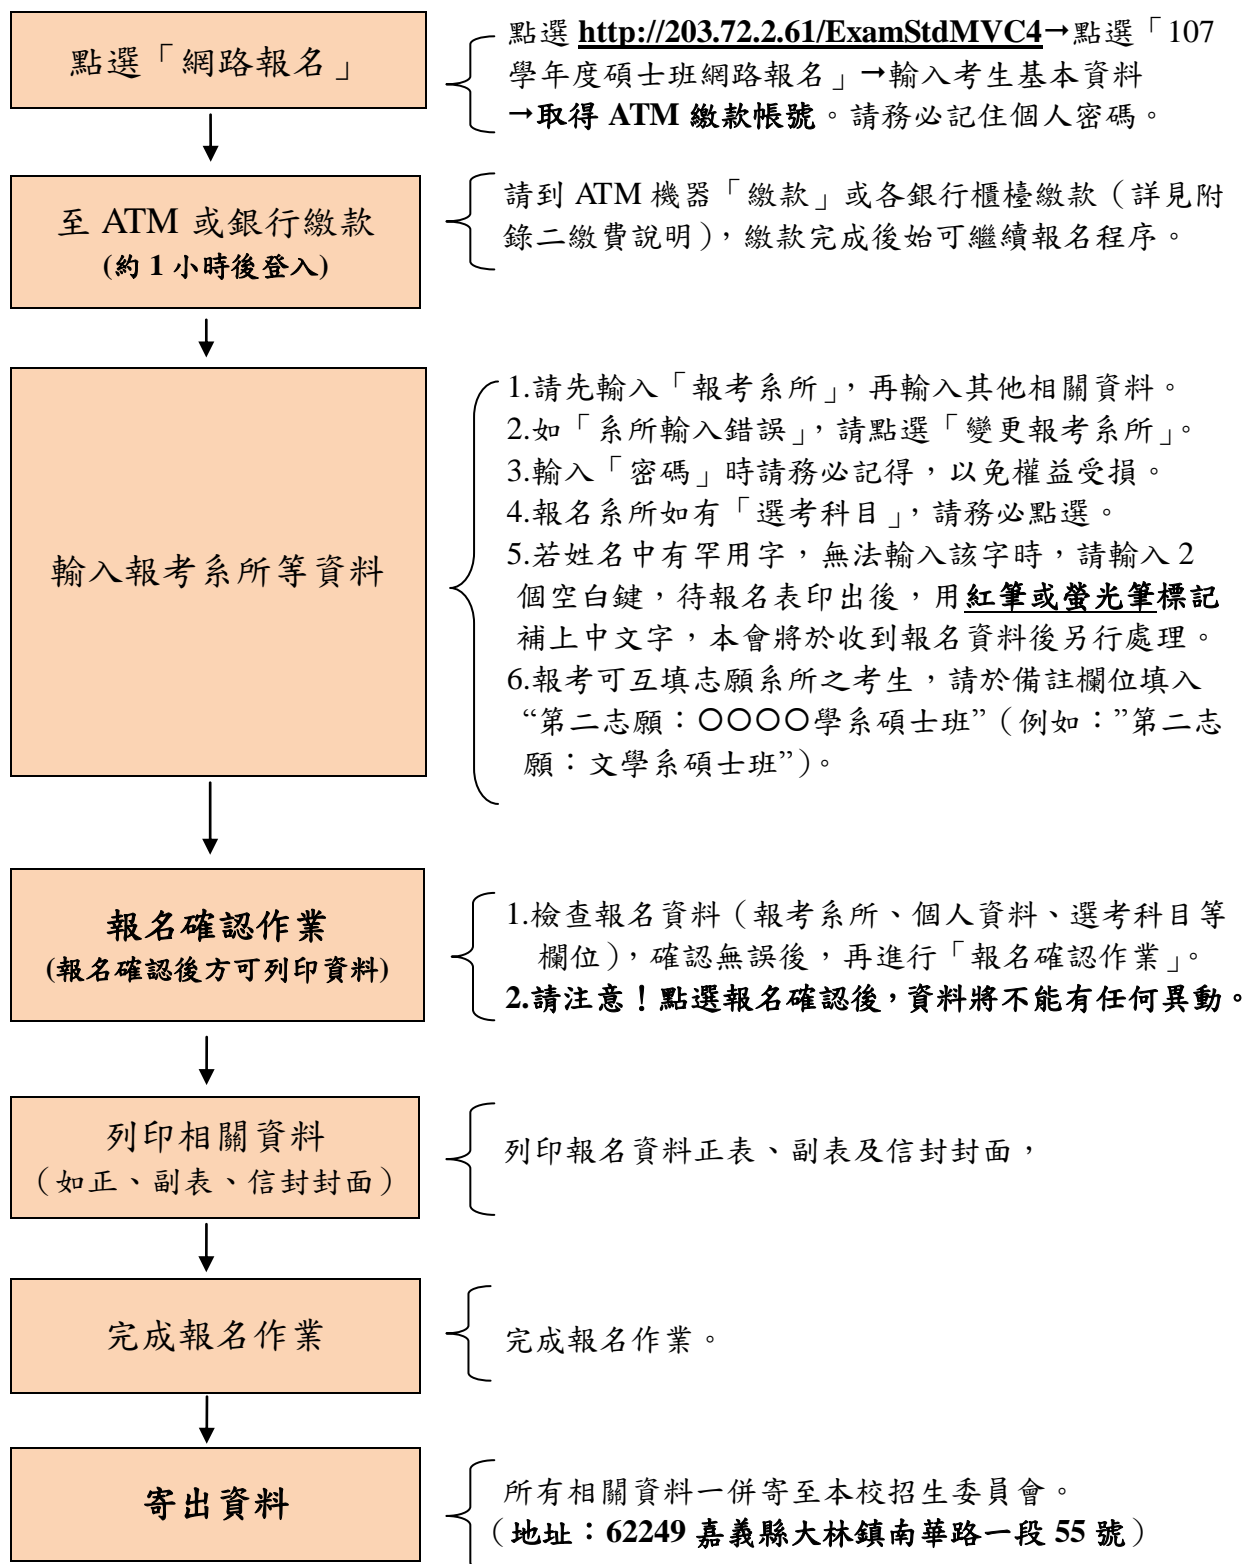 點選「網路報名」
點選 http://203.72.2.61/ExamStdMVC4→點選「107
學年度碩士班網路報名」→輸入考生基本資料
→取得 ATM 繳款帳號。請務必記住個人密碼。
至 ATM 或銀行繳款
(約 1 小時後登入)
請到 ATM 機器「繳款」或各銀行櫃檯繳款（詳見附
錄二繳費說明），繳款完成後始可繼續報名程序。
輸入報考系所等資料
1.請先輸入「報考系所」，再輸入其他相關資料。
2.如「系所輸入錯誤」，請點選「變更報考系所」。
3.輸入「密碼」時請務必記得，以免權益受損。
4.報名系所如有「選考科目」，請務必點選。
5.若姓名中有罕用字，無法輸入該字時，請輸入 2
個空白鍵，待報名表印出後，用紅筆或螢光筆標記
補上中文字，本會將於收到報名資料後另行處理。
6.報考可互填志願系所之考生，請於備註欄位填入
“第二志願：○○○○學系碩士班”（例如：”第二志
願：文學系碩士班”）。
報名確認作業
(報名確認後方可列印資料)
1.檢查報名資料（報考系所、個人資料、選考科目等
欄位），確認無誤後，再進行「報名確認作業」。
2.請注意！點選報名確認後，資料將不能有任何異動。
列印相關資料
（如正、副表、信封封面）
列印報名資料正表、副表及信封封面，
完成報名作業
完成報名作業。
寄出資料
所有相關資料一併寄至本校招生委員會。
（地址：62249 嘉義縣大林鎮南華路一段 55 號）